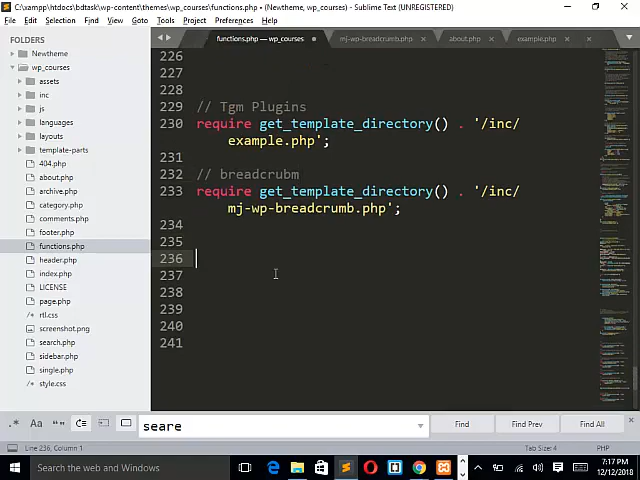 C:\xampp\htdocs\bdtask\wp-content\themes\wp_courses\functions.php • (Newtheme, wp_courses) - Sublime Text (UNREGISTERED)
File Edit Selection Find View Goto Tools Project Preferences Help
FOLDERS
Newtheme
wp_courses
assets
inc
js
languages
layouts
template-parts
404.php
about.php
archive.php
category.php
comments.php
footer.php
functions.php
header.php
index.php
LICENSE
page.php
rtl.css
screenshot.png
search.php
sidebar.php
single.php
style.css
functions.php — wp_courses
mj-wp-breadcrumb.php
about.php
example.php
226
227
228
229 // Tgm Plugins
230 require get_template_directory() . '/inc/
example.php';
231
232 // breadcrubm
233 require get_template_directory() . '/inc/
mj-wp-breadcrumb.php';
234
235
236
237
238
239
240
241
.* Aa “” seare Find Find Prev Find All
Line 236, Column 1 Tab Size: 4 PHP
Search the web and Windows
7:17 PM
12/12/2018